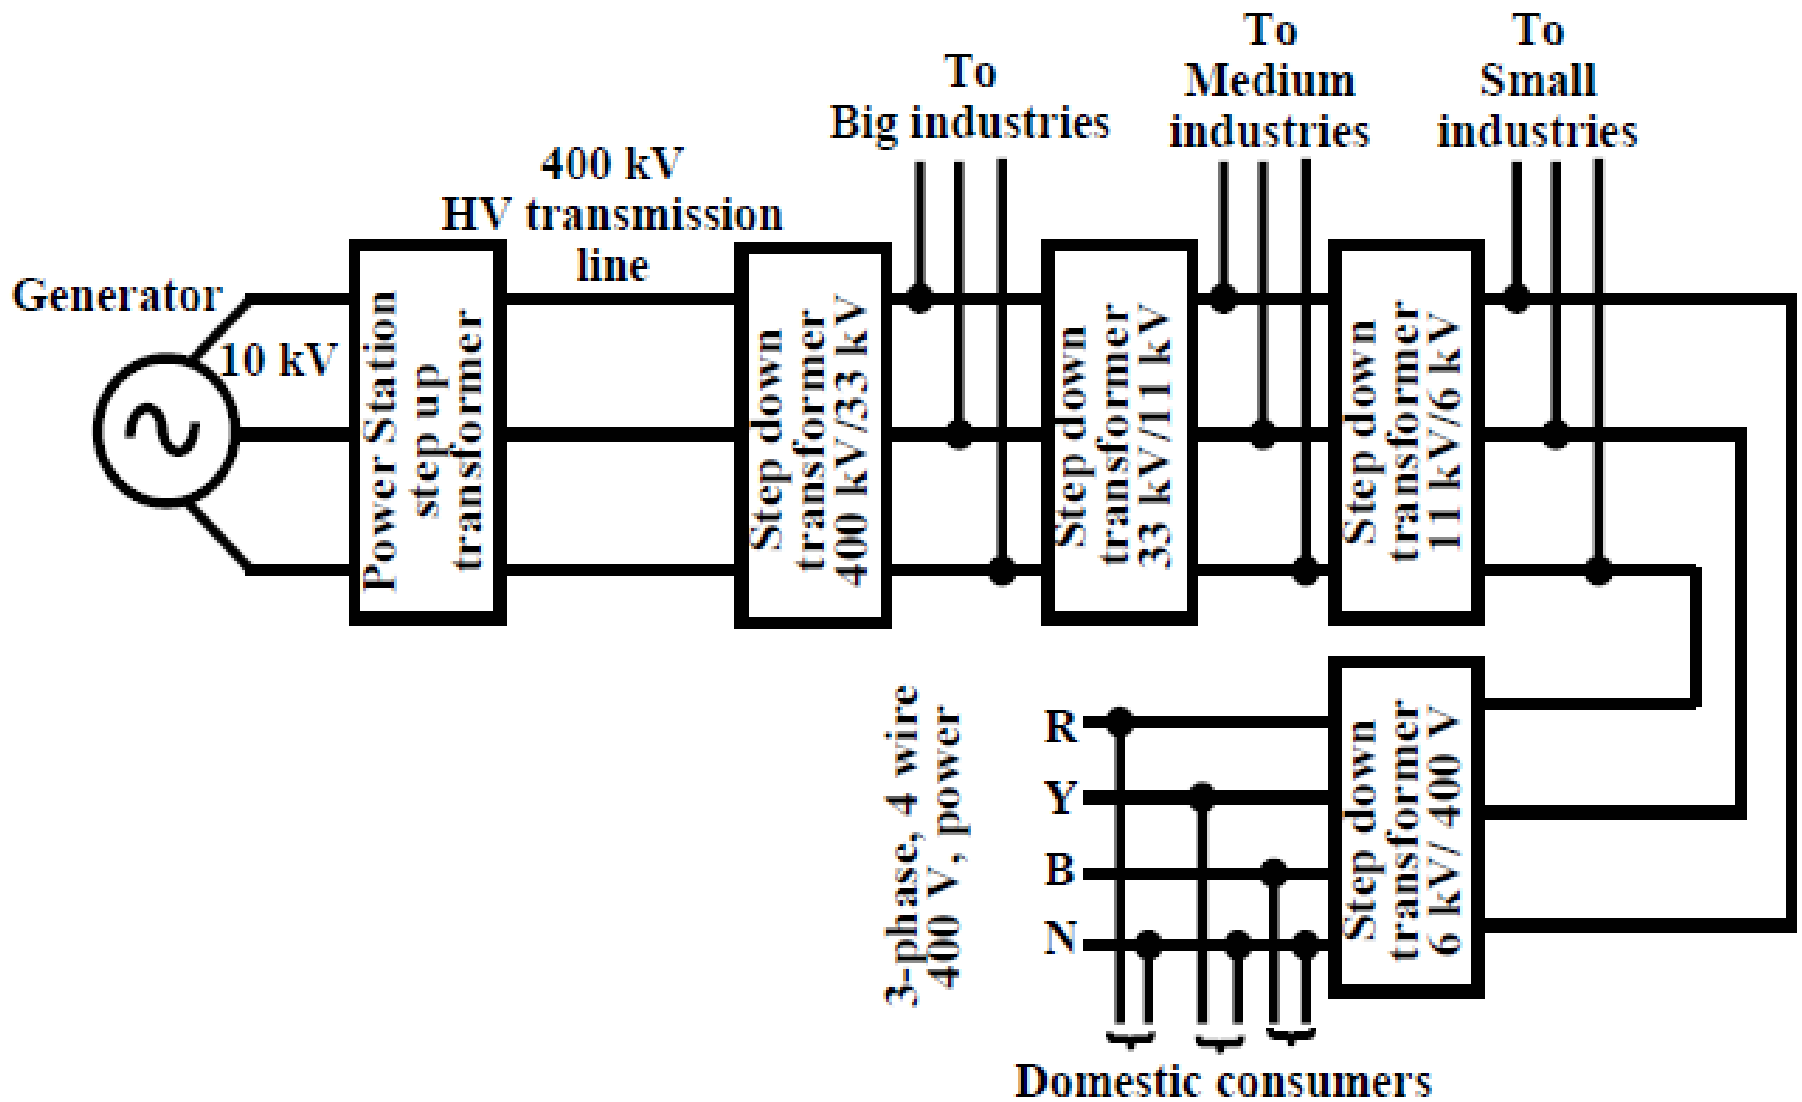 To
Big industries
To
Medium
industries
To
Small
industries
400 kV
HV transmission
line
Generator
10 kV
Power Station
step up
transformer
Step down
transformer
400 kV/33 kV
Step down
transformer
33 kV/11 kV
Step down
transformer
11 kV/6 kV
3-phase, 4 wire
400 V, power
R
Y
B
N
Step down
transformer
6 kV/ 400 V
Domestic consumers